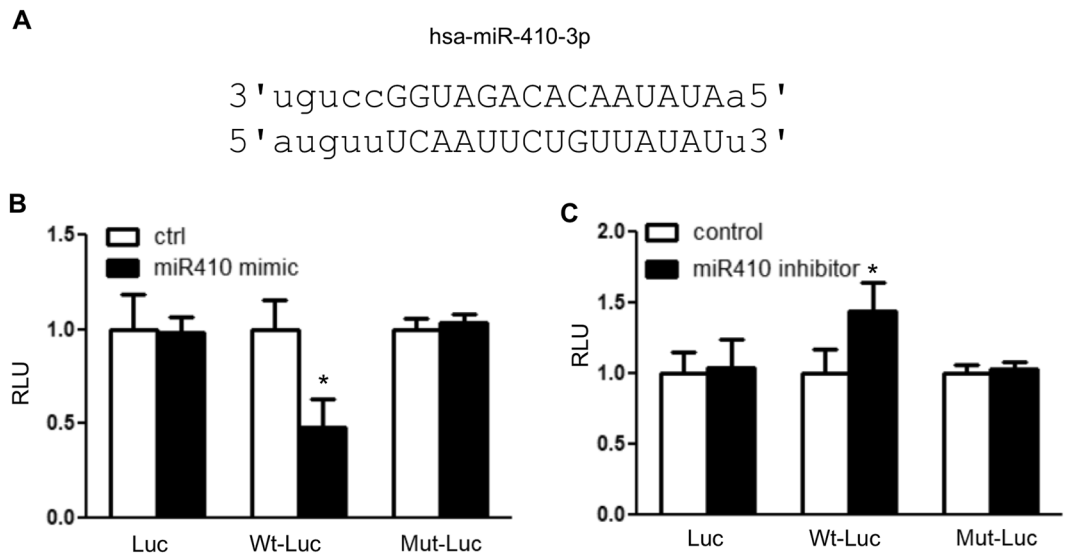 A
hsa-miR-410-3p
3'uguccGGUAGACACAAUAUAa5'
5'auguuUCAAUUCUGUUAUAUu3'
B
ctrl
miR410 mimic
RLU
1.5
1.0
0.5
0.0
*
Luc
Wt-Luc
Mut-Luc
C
control
miR410 inhibitor
RLU
2.0
1.5
1.0
0.5
0.0
*
Luc
Wt-Luc
Mut-Luc